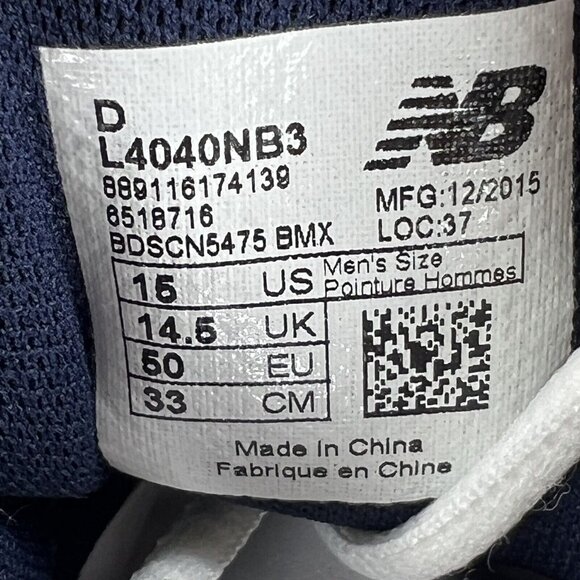 D
L4040NB3
889116174139
6518716
BDSCN5475 BMX
NB
MFG:12/2015
LOC:37
15 US Men's Size
Pointure Hommes
14.5 UK
50 EU
33 CM
Made in China
Fabrique en Chine